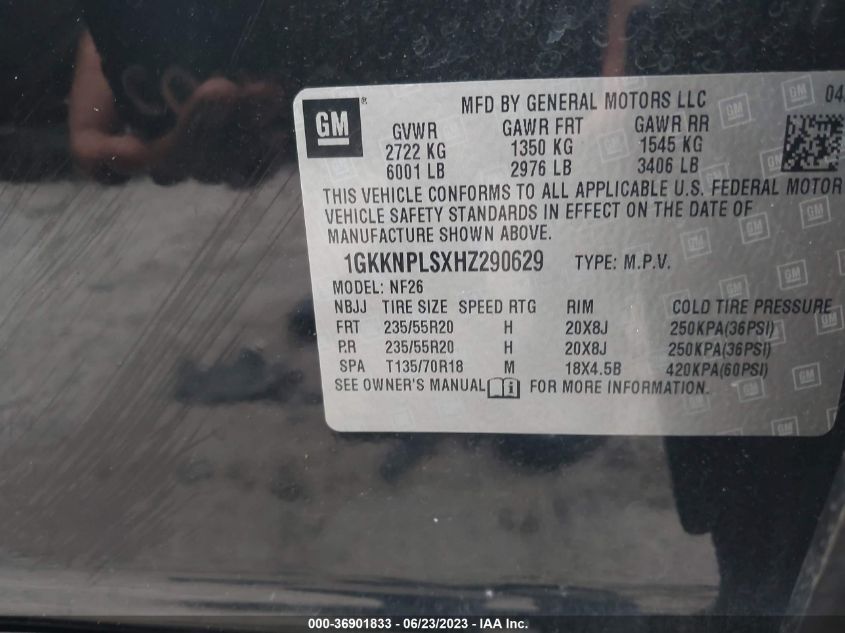 GM ®
MFD BY GENERAL MOTORS LLC 04
GVWR GAWR FRT GAWR RR
2722 KG 1350 KG 1545 KG
6001 LB 2976 LB 3406 LB
THIS VEHICLE CONFORMS TO ALL APPLICABLE U.S. FEDERAL MOTOR
VEHICLE SAFETY STANDARDS IN EFFECT ON THE DATE OF
MANUFACTURE SHOWN ABOVE.
1GKKNPLSXHZ290629 TYPE: M.P.V.
MODEL: NF26
NBJJ TIRE SIZE SPEED RTG RIM COLD TIRE PRESSURE
FRT 235/55R20 H 20X8J 250KPA(36PSI)
RR 235/55R20 H 20X8J 250KPA(36PSI)
SPA T135/70R18 M 18X4.5B 420KPA(60PSI)
SEE OWNER'S MANUAL FOR MORE INFORMATION.
000-36901833 - 06/23/2023 - IAA Inc.